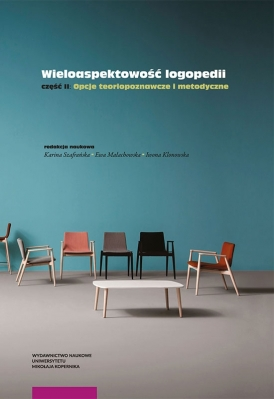 Wieloaspektowość logopedii
część II Opcje teoriopoznawcze i metodyczne
redakcja naukowa
Karina Szafrańska · Ewa Małachowska · Iwona Klonowska
WYDAWNICTWO NAUKOWE
UNIWERSYTETU
MIKOŁAJA KOPERNIKA